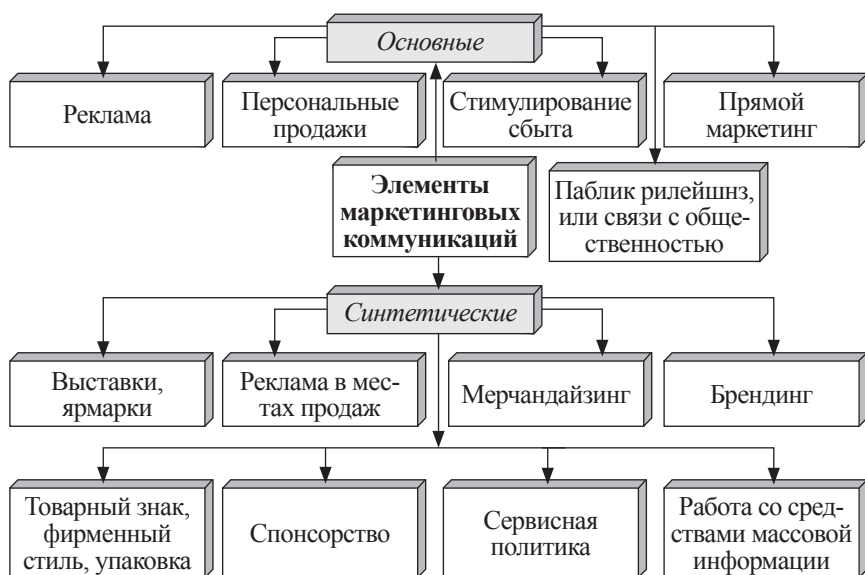 Основные
Реклама
Персональные
продажи
Стимулирование
сбыта
Прямой
маркетинг
Элементы
маркетинговых
коммуникаций
Паблик рилейшнз,
или связи с обще-
ственностью
Синтетические
Выставки,
ярмарки
Реклама в мес-
тах продаж
Мерчандайзинг
Брендинг
Товарный знак,
фирменный
стиль, упаковка
Спонсорство
Сервисная
политика
Работа со сред-
ствами массовой
информации